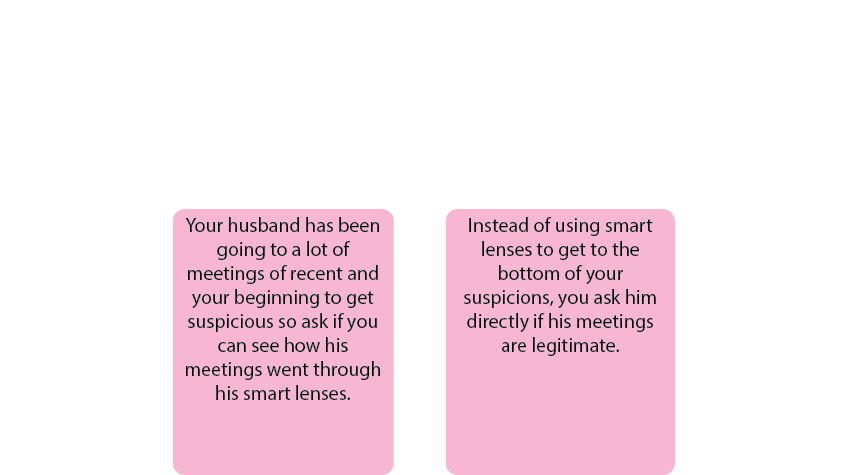 Your husband has been
going to a lot of
meetings of recent and
your beginning to get
suspicious so ask if you
can see how his
meetings went through
his smart lenses.
Instead of using smart
lenses to get to the
bottom of your
suspicions, you ask him
directly if his meetings
are legitimate.